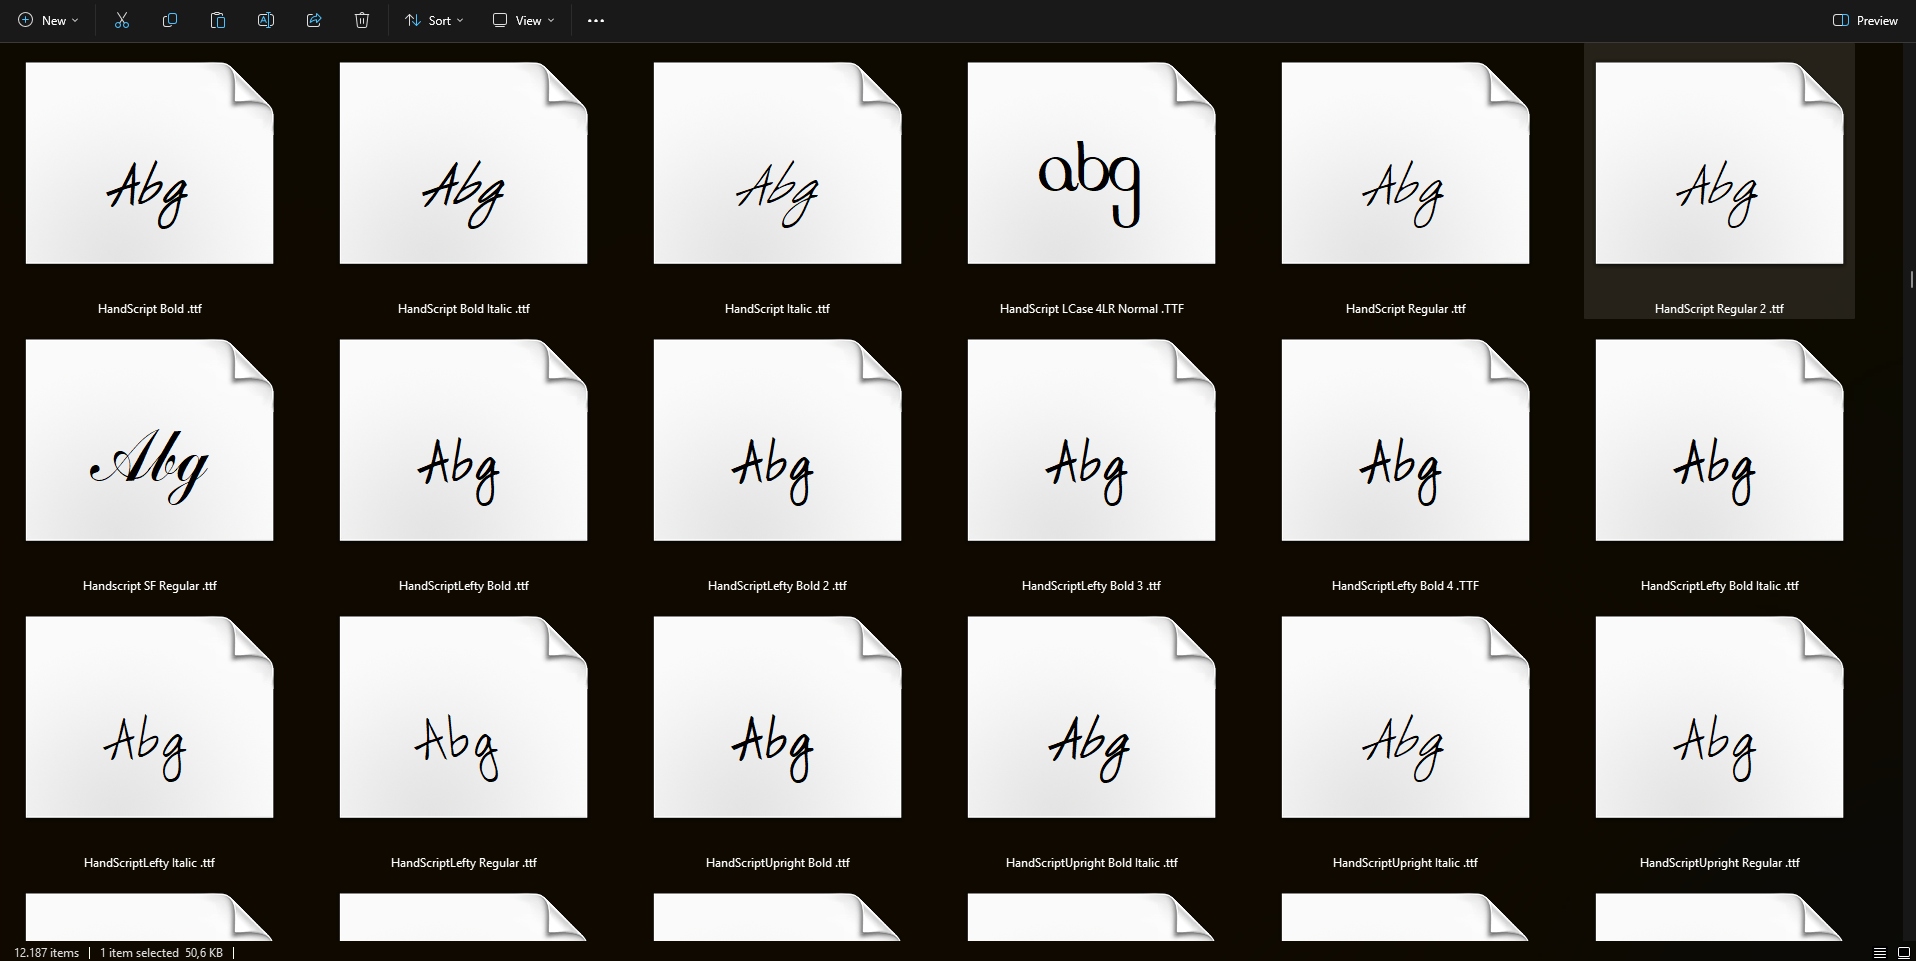 New Sort View ••• Preview
Abg Abg Abg abg Abg Abg
HandScript Bold .ttf HandScript Bold Italic .ttf HandScript Italic .ttf HandScript LCase 4LR Normal .TTF HandScript Regular .ttf HandScript Regular 2 .ttf
Abg Abg Abg Abg Abg Abg
Handscript SF Regular .ttf HandScriptLefty Bold .ttf HandScriptLefty Bold 2 .ttf HandScriptLefty Bold 3 .ttf HandScriptLefty Bold 4 .TTF HandScriptLefty Bold Italic .ttf
Abg Abg Abg Abg Abg Abg
HandScriptLefty Italic .ttf HandScriptLefty Regular .ttf HandScriptUpright Bold .ttf HandScriptUpright Bold Italic .ttf HandScriptUpright Italic .ttf HandScriptUpright Regular .ttf
12.187 items | 1 item selected 50,6 KB |